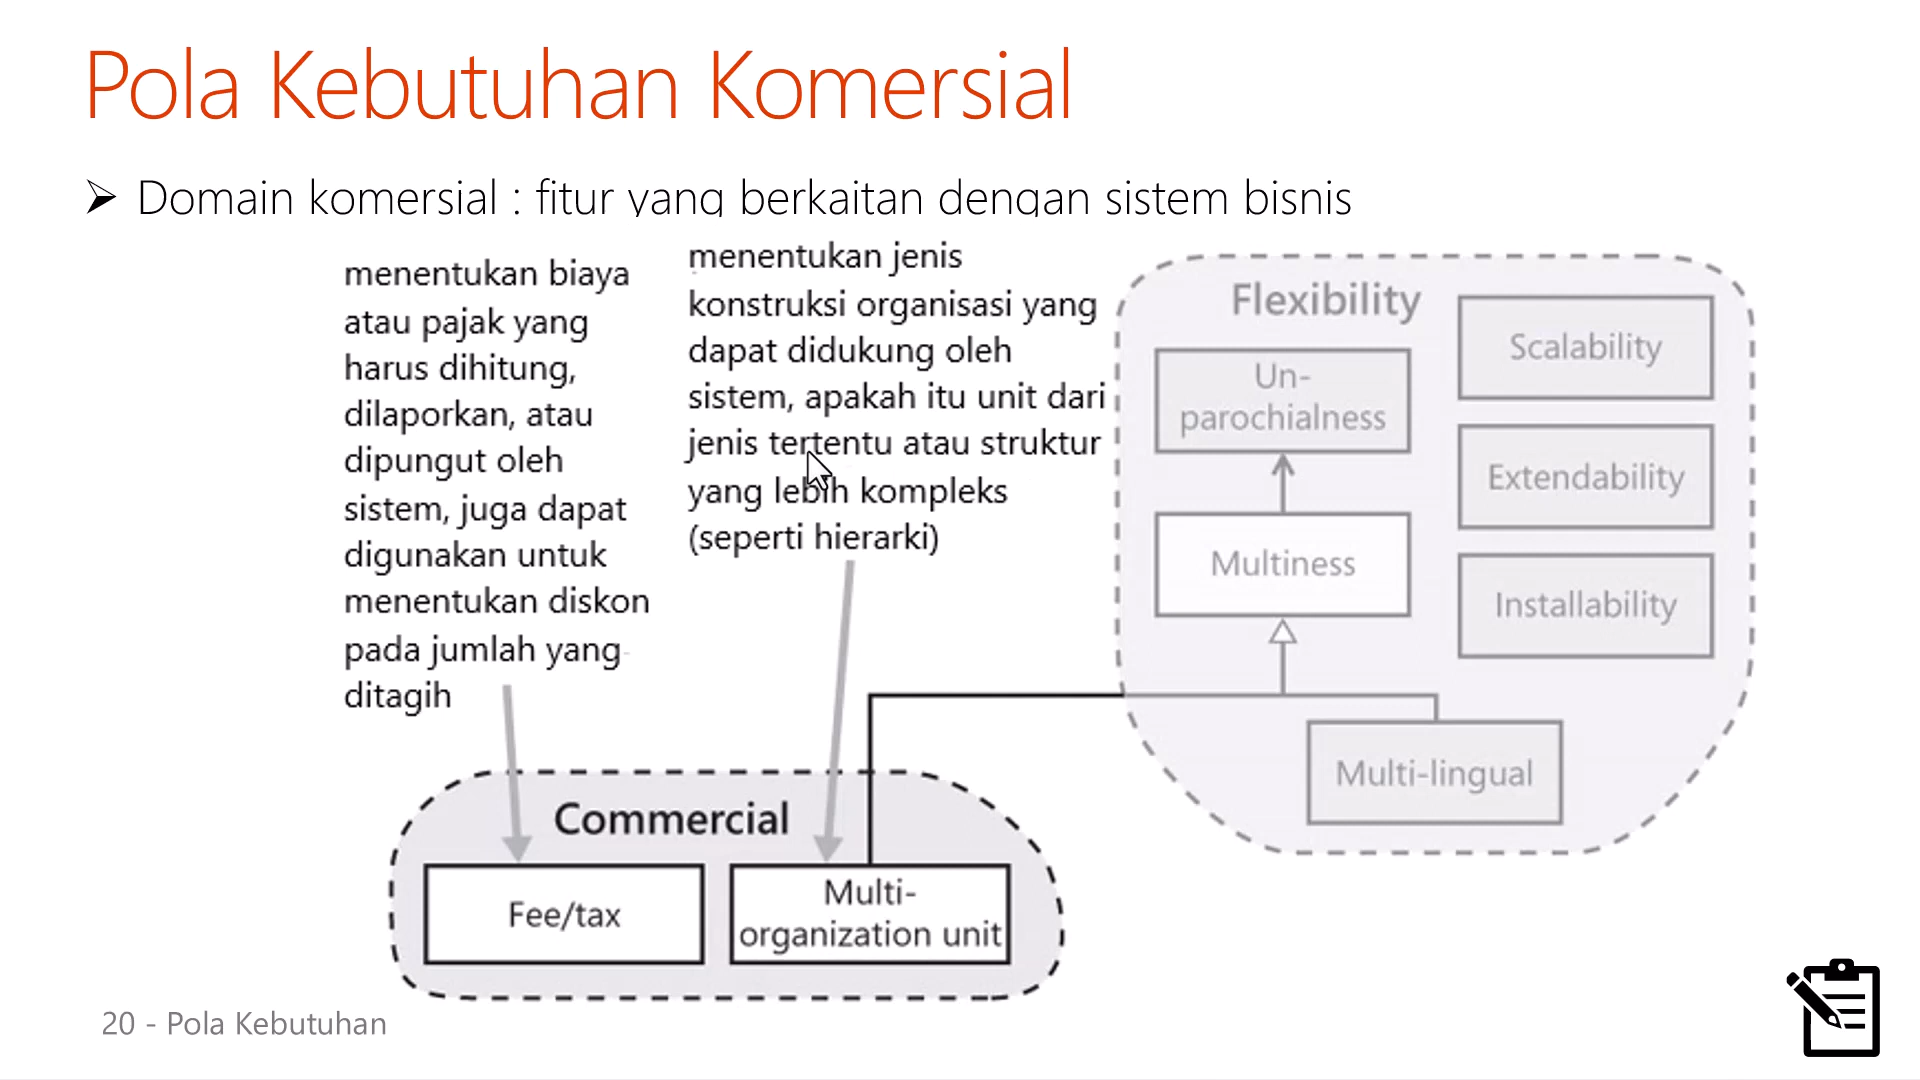 Pola Kebutuhan Komersial
Domain komersial : fitur yang berkaitan dengan sistem bisnis
menentukan biaya
atau pajak yang
harus dihitung,
dilaporkan, atau
dipungut oleh
sistem, juga dapat
digunakan untuk
menentukan diskon
pada jumlah yang
ditagih
menentukan jenis
konstruksi organisasi yang
dapat didukung oleh
sistem, apakah itu unit dari
jenis tertentu atau struktur
yang lebih kompleks
(seperti hierarki)
Flexibility
Un-
parochialness
Multiness
Scalability
Extendability
Installability
Multi-lingual
Commercial
Fee/tax
Multi-
organization unit
20 - Pola Kebutuhan